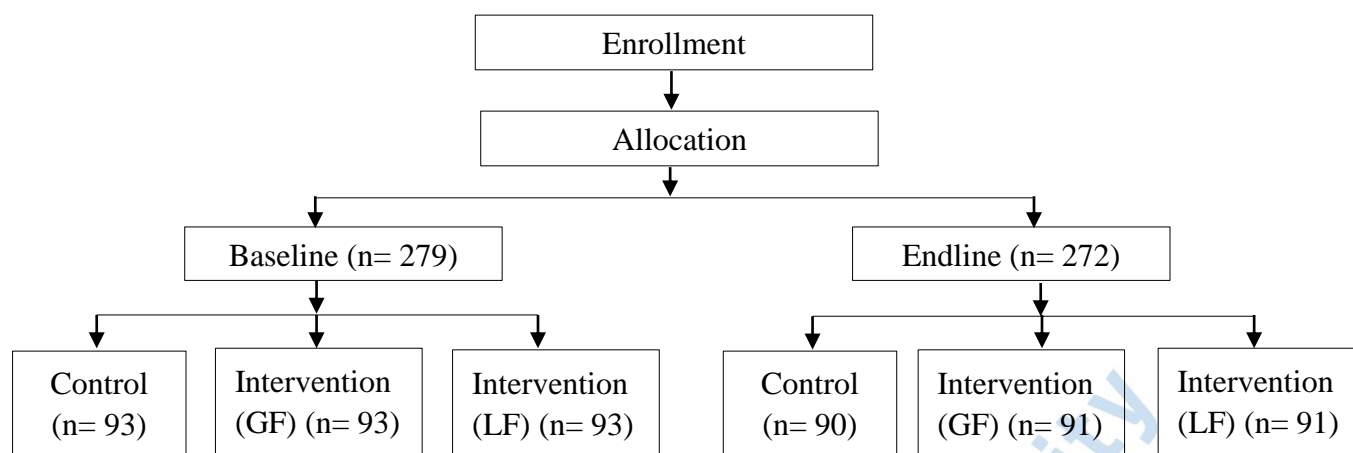 Enrollment
Allocation
Baseline (n= 279)
Endline (n= 272)
Control
(n= 93)
Intervention
(GF) (n= 93)
Intervention
(LF) (n= 93)
Control
(n= 90)
Intervention
(GF) (n= 91)
Intervention
(LF) (n= 91)